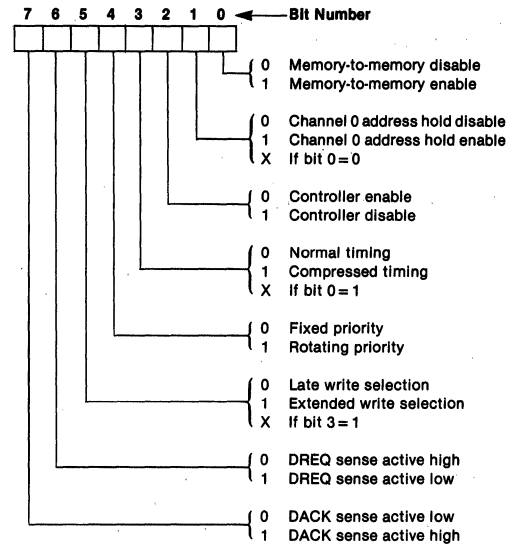 7 6 5 4 3 2 1 0 Bit Number
0 Memory-to-memory disable
1 Memory-to-memory enable
0 Channel 0 address hold disable
1 Channel 0 address hold enable
X If bit 0 = 0
0 Controller enable
1 Controller disable
0 Normal timing
1 Compressed timing
X If bit 0 = 1
0 Fixed priority
1 Rotating priority
0 Late write selection
1 Extended write selection
X If bit 3 = 1
0 DREQ sense active high
1 DREQ sense active low
0 DACK sense active low
1 DACK sense active high